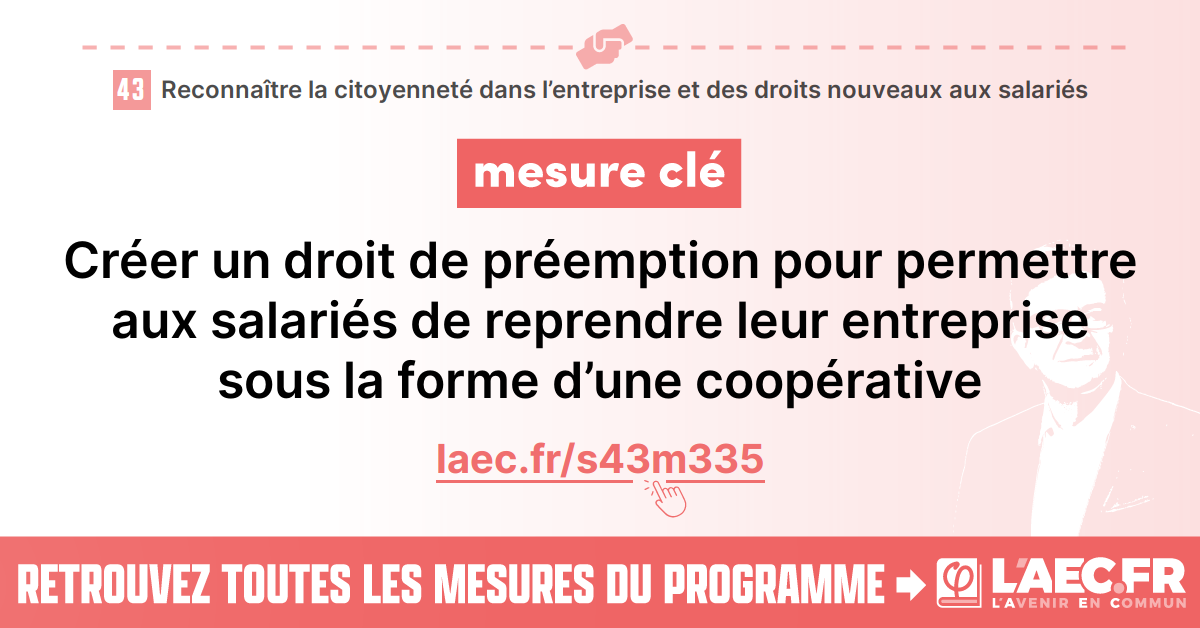 43 Reconnaître la citoyenneté dans l’entreprise et des droits nouveaux aux salariés
mesure clé
Créer un droit de préemption pour permettre
aux salariés de reprendre leur entreprise
sous la forme d’une coopérative
laec.fr/s43m335
RETROUVEZ TOUTES LES MESURES DU PROGRAMME
L'AEC.FR
L'AVENIR EN COMMUN